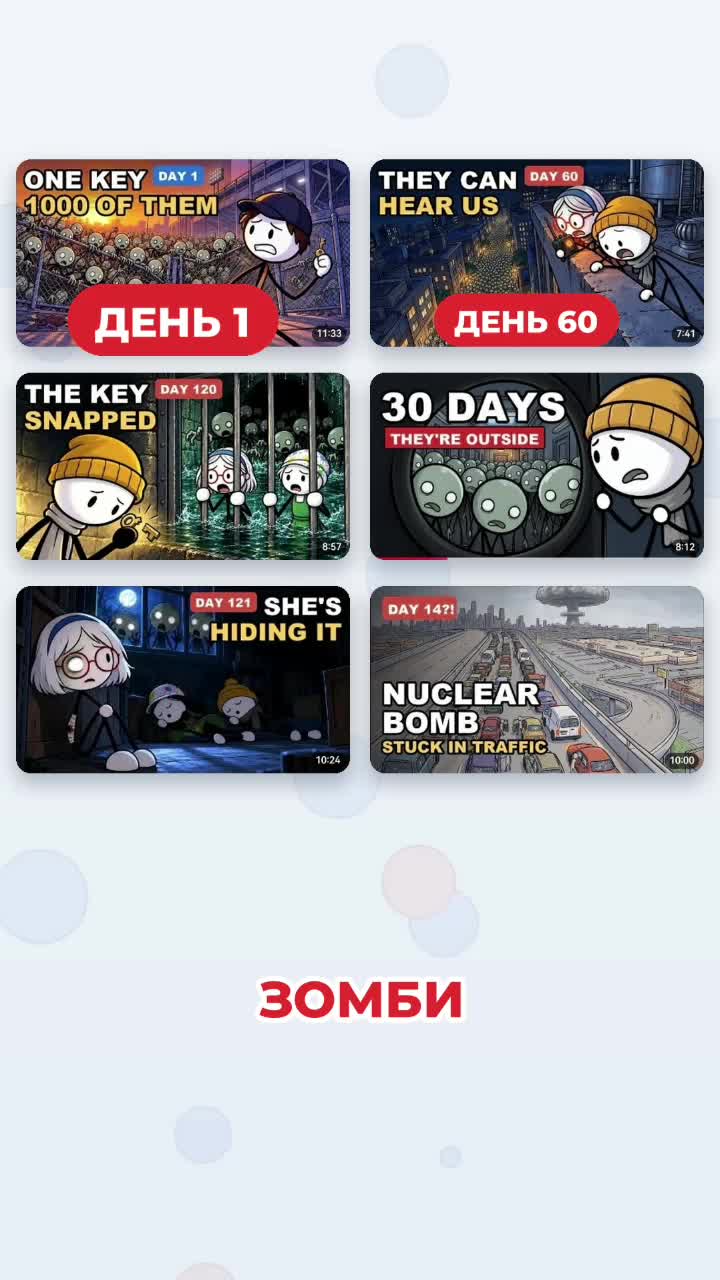 ONE KEY DAY 1
1000 OF THEM
ДЕНЬ 1
11:33
THEY CAN DAY 60
HEAR US
ДЕНЬ 60
7:41
THE KEY DAY 120
SNAPPED
8:57
30 DAYS
THEY'RE OUTSIDE
8:12
DAY 121 SHE'S
HIDING IT
10:24
DAY 14?!
NUCLEAR
BOMB
STUCK IN TRAFFIC
10:00
ЗОМБИ